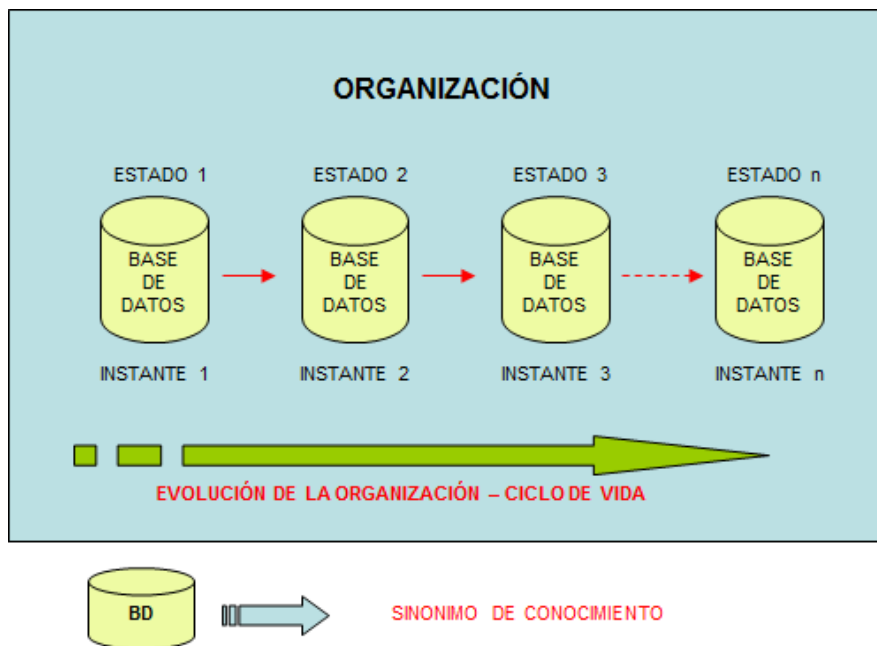 ORGANIZACIÓN
ESTADO 1 ESTADO 2 ESTADO 3 ESTADO n
BASE BASE BASE BASE
DE DE DE DE
DATOS DATOS DATOS DATOS
INSTANTE 1 INSTANTE 2 INSTANTE 3 INSTANTE n
EVOLUCIÓN DE LA ORGANIZACIÓN – CICLO DE VIDA
BD SINONIMO DE CONOCIMIENTO